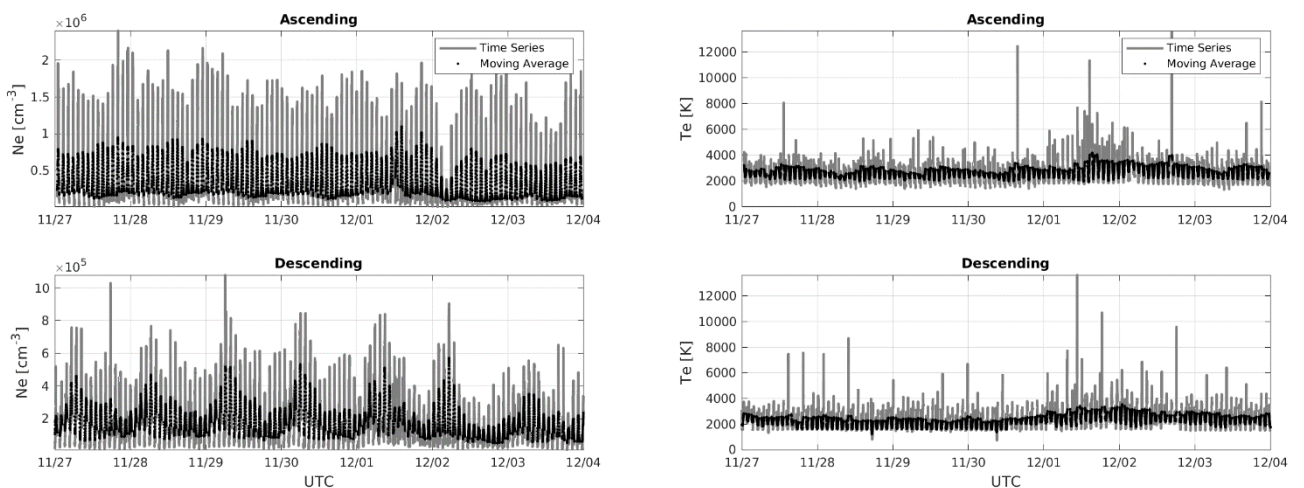 Ascending
×10⁶
Ne [cm⁻³]
2
1.5
1
0.5
Time Series
Moving Average
11/27 11/28 11/29 11/30 12/01 12/02 12/03 12/04
Ascending
Te [K]
12000
10000
8000
6000
4000
2000
0
Time Series
Moving Average
11/27 11/28 11/29 11/30 12/01 12/02 12/03 12/04
Descending
×10⁵
Ne [cm⁻³]
10
8
6
4
2
11/27 11/28 11/29 11/30 12/01 12/02 12/03 12/04
UTC
Descending
Te [K]
12000
10000
8000
6000
4000
2000
0
11/27 11/28 11/29 11/30 12/01 12/02 12/03 12/04
UTC